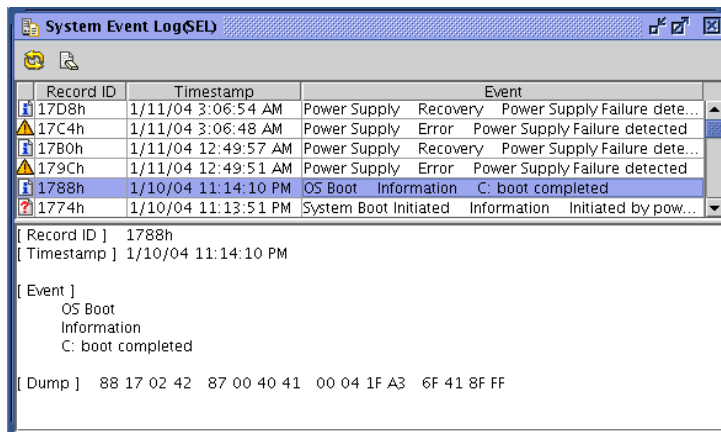 System Event Log(SEL)
Record ID Timestamp Event
17D8h 1/11/04 3:06:54 AM Power Supply Recovery Power Supply Failure dete...
17C4h 1/11/04 3:06:48 AM Power Supply Error Power Supply Failure detected
17B0h 1/11/04 12:49:57 AM Power Supply Recovery Power Supply Failure dete...
179Ch 1/11/04 12:49:51 AM Power Supply Error Power Supply Failure detected
1788h 1/10/04 11:14:10 PM OS Boot Information C: boot completed
1774h 1/10/04 11:13:51 PM System Boot Initiated Information Initiated by pow...
[ Record ID ] 1788h
[ Timestamp ] 1/10/04 11:14:10 PM
[ Event ]
OS Boot
Information
C: boot completed
[ Dump ] 88 17 02 42 87 00 40 41 00 04 1F A3 6F 41 8F FF